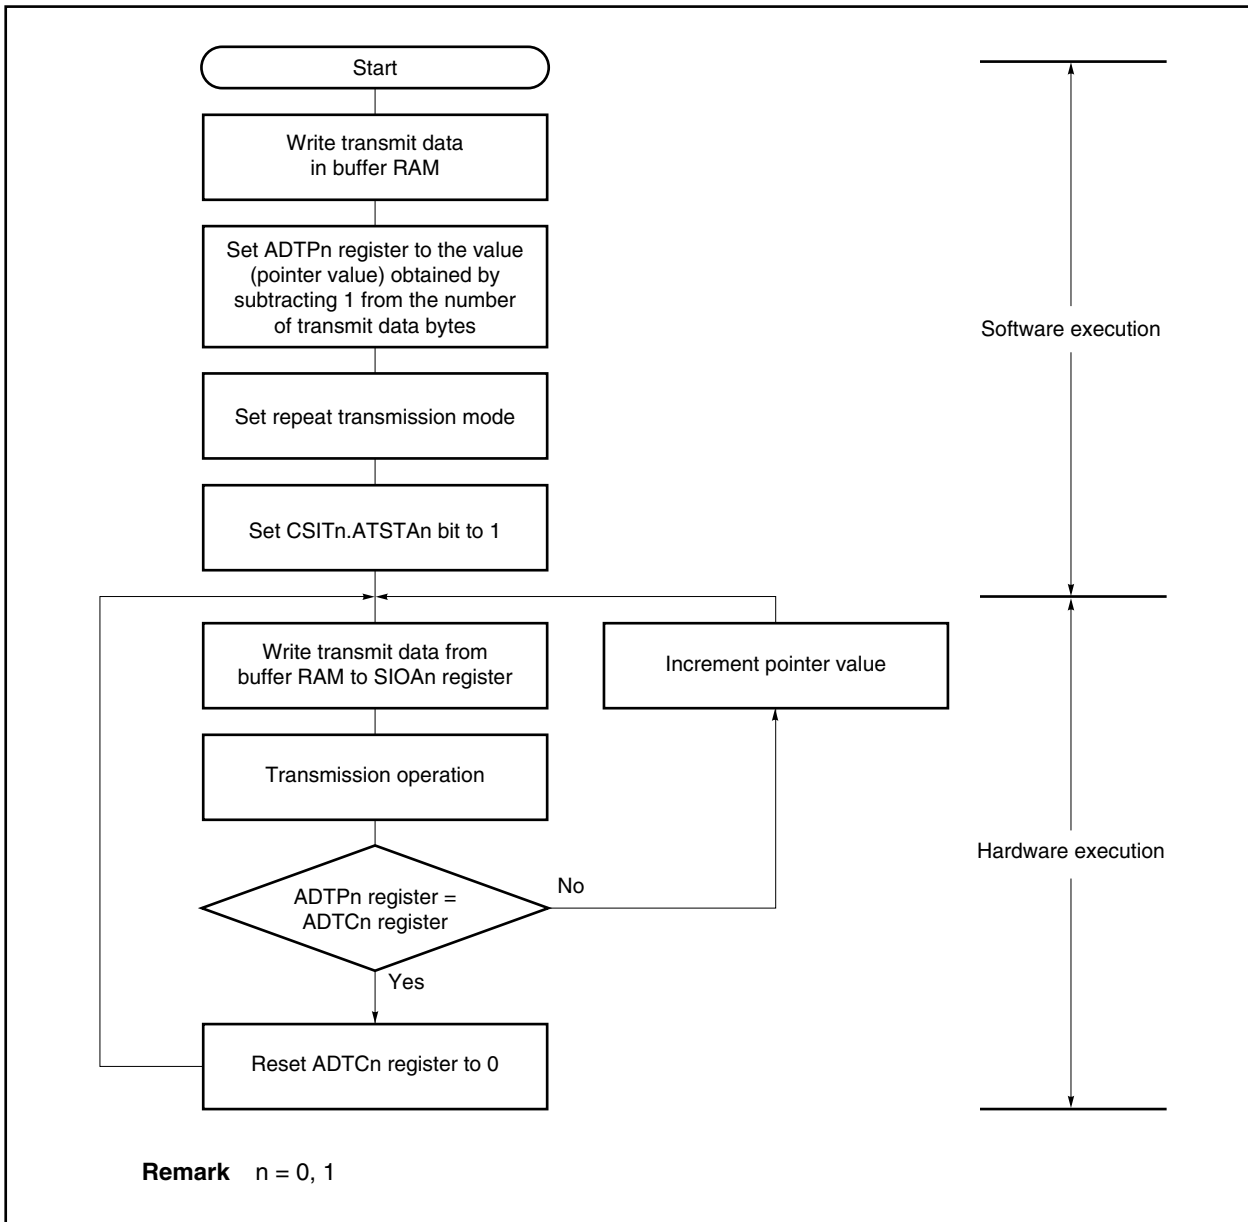 Start
Write transmit data
in buffer RAM
Set ADTPn register to the value
(pointer value) obtained by
subtracting 1 from the number
of transmit data bytes
Software execution
Set repeat transmission mode
Set CSITn.ATSTAn bit to 1
Write transmit data from
buffer RAM to SIOAn register
Increment pointer value
Transmission operation
Hardware execution
ADTPn register =
ADTCn register
No
Yes
Reset ADTCn register to 0
Remark n = 0, 1